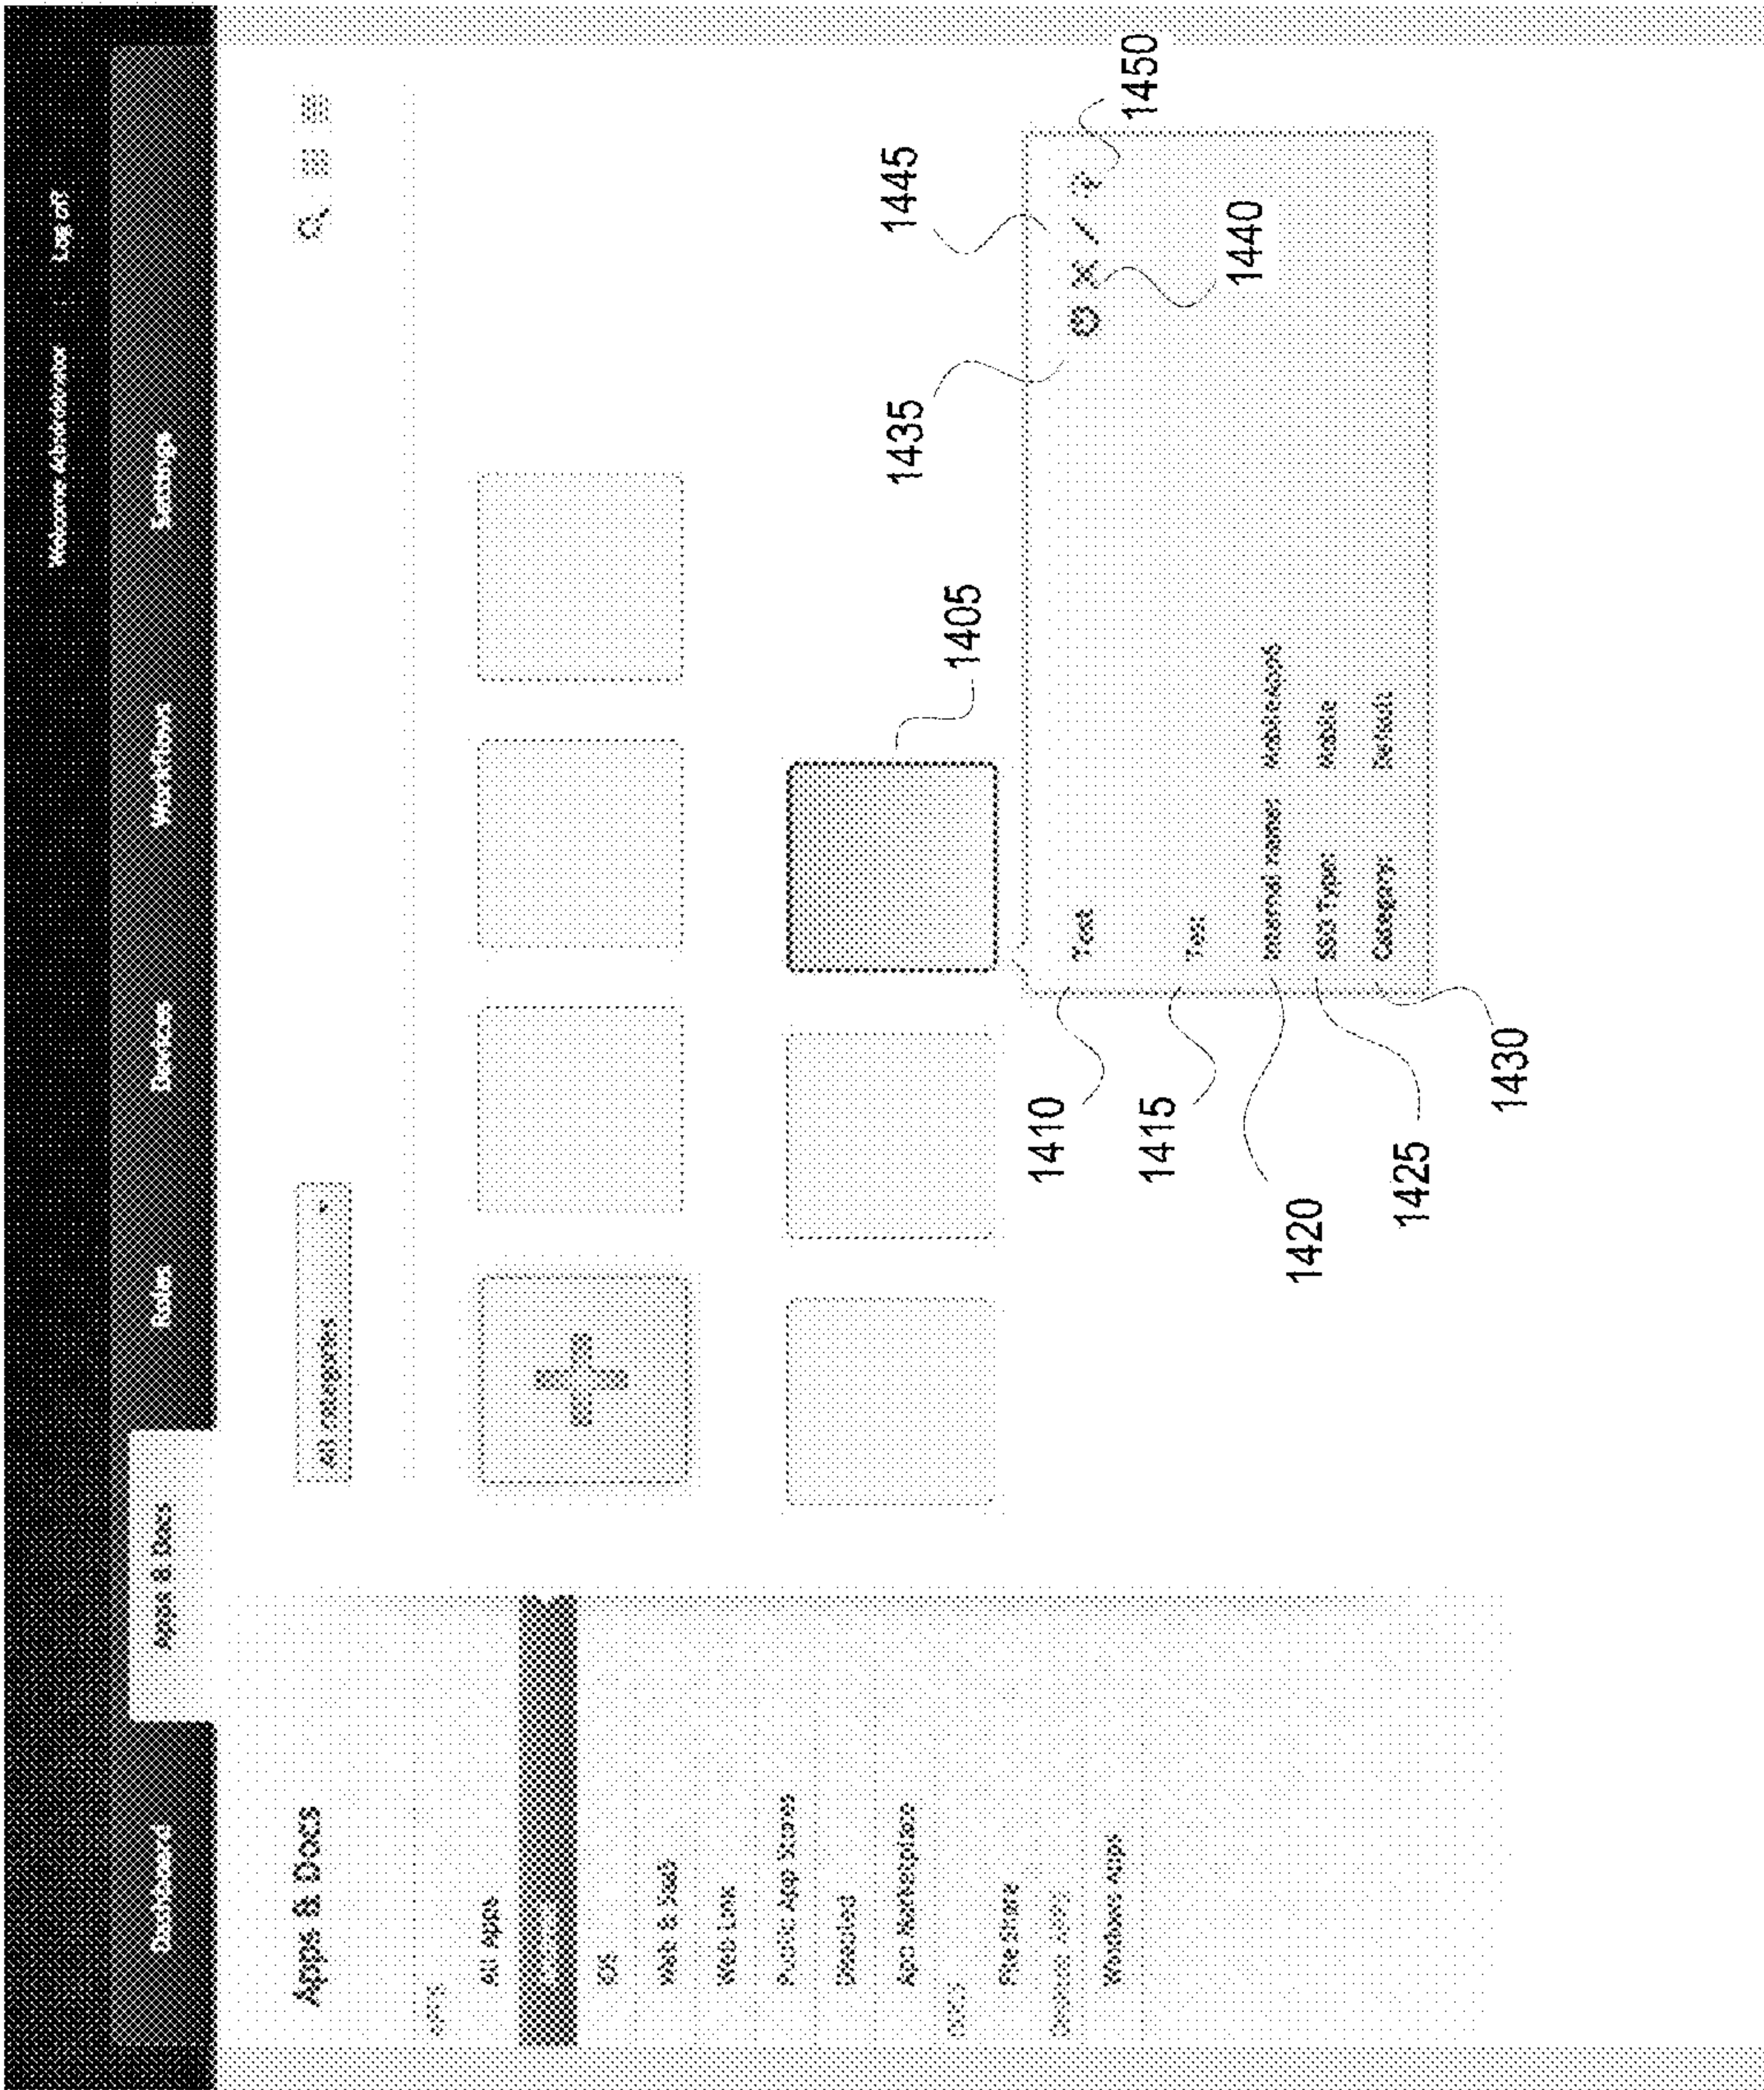 Welcome Administrator Log off
Dashboard Apps & Docs Roles Devices Workflows Settings
Apps & Docs
All categories
APPS
All Apps
iOS
Web & SaaS
Web Link
Public App Stores
Disabled
App Marketplace
DOCS
File Share
Windows Apps
1405
1435
1445
1450
1440
Test
Test
Internal name:
SSO Type: Mobile
Category: Default
1410
1415
1420
1425
1430